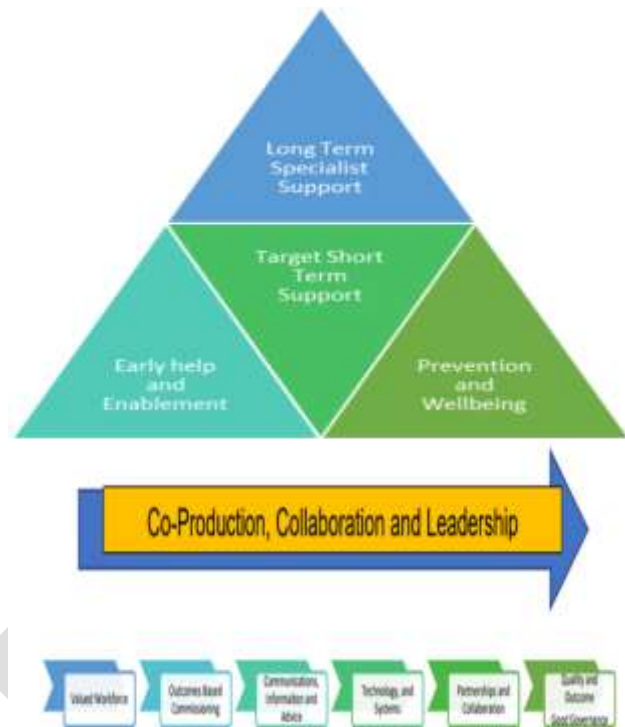 Long Term
Specialist
Support
Target Short
Term
Support
Early help
and
Enablement
Prevention
and
Wellbeing
Co-Production, Collaboration and Leadership
Valued Workforce
Outcomes Based
Commissioning
Communications,
Information and
Advice
Technology, and
Systems
Partnerships and
Collaboration
Quality and
Outcome
Good Governance